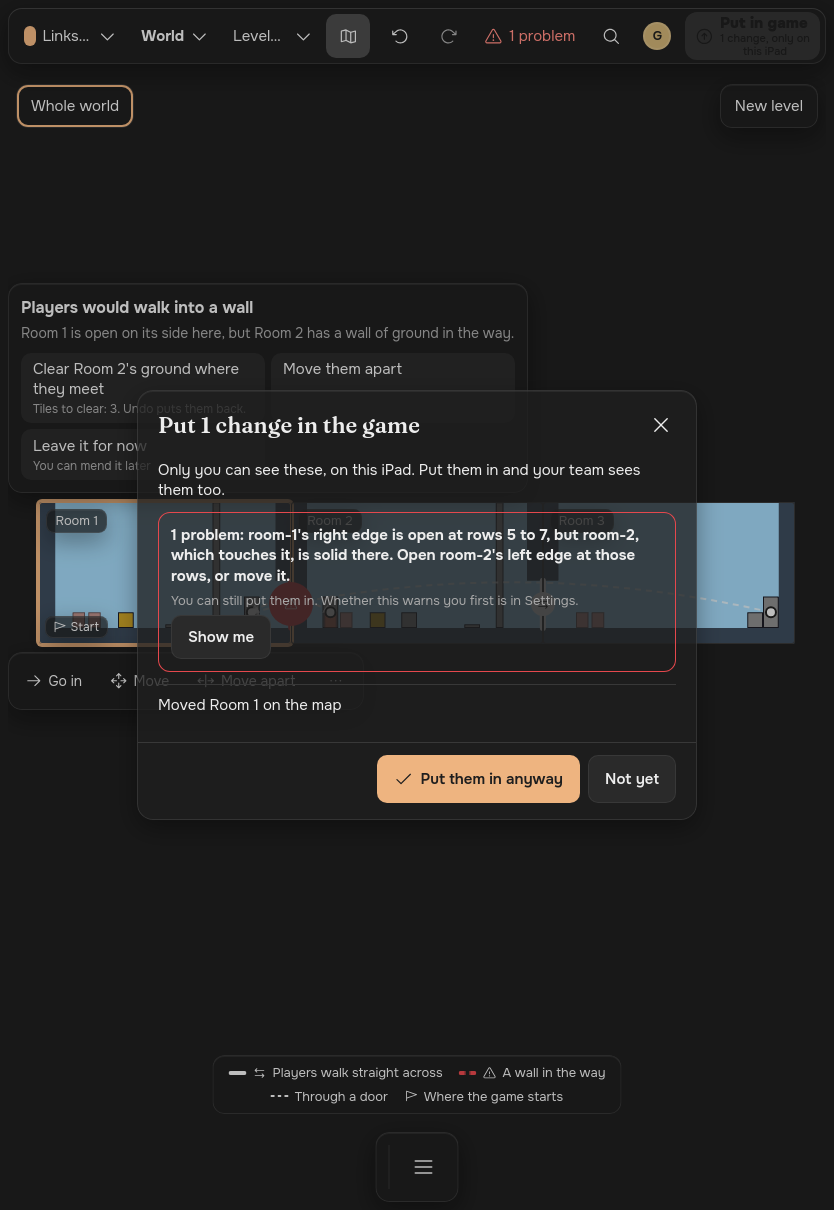 Links... World Level... 1 problem G Put in game
1 change, only on
this iPad
Whole world New level
Players would walk into a wall
Room 1 is open on its side here, but Room 2 has a wall of ground in the way.
Clear Room 2's ground where
they meet
Move them apart
Tiles to clear: 3. Undo puts them back.
Leave it for now
You can mend it later
Put 1 change in the game
Only you can see these, on this iPad. Put them in and your team sees
them too.
Room 1 Room 2 Room 3
1 problem: room-1's right edge is open at rows 5 to 7, but room-2,
which touches it, is solid there. Open room-2's left edge at those
rows, or move it.
You can still put them in. Whether this warns you first is in Settings.
Start
Show me
Go in Move Move apart ...
Moved Room 1 on the map
Put them in anyway Not yet
Players walk straight across A wall in the way
Through a door Where the game starts